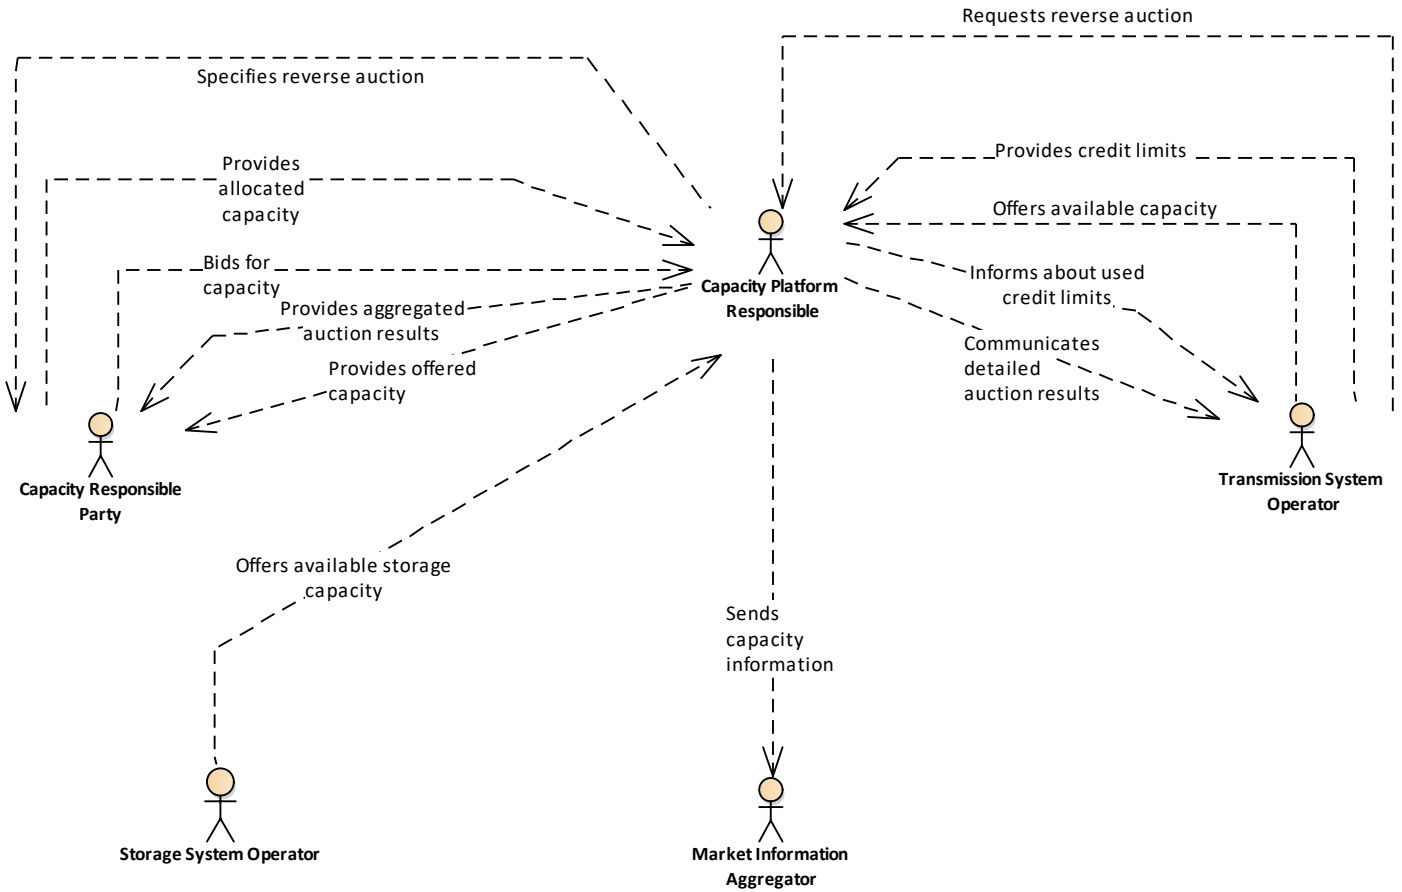 Requests reverse auction
Specifies reverse auction
Provides credit limits
Provides
allocated
capacity
Offers available capacity
Bids for
capacity
Informs about used
credit limits
Capacity Platform
Responsible
Provides aggregated
auction results
Communicates
detailed
auction results
Provides offered
capacity
Transmission System
Operator
Capacity Responsible
Party
Offers available storage
capacity
Sends
capacity
information
Storage System Operator
Market Information
Aggregator